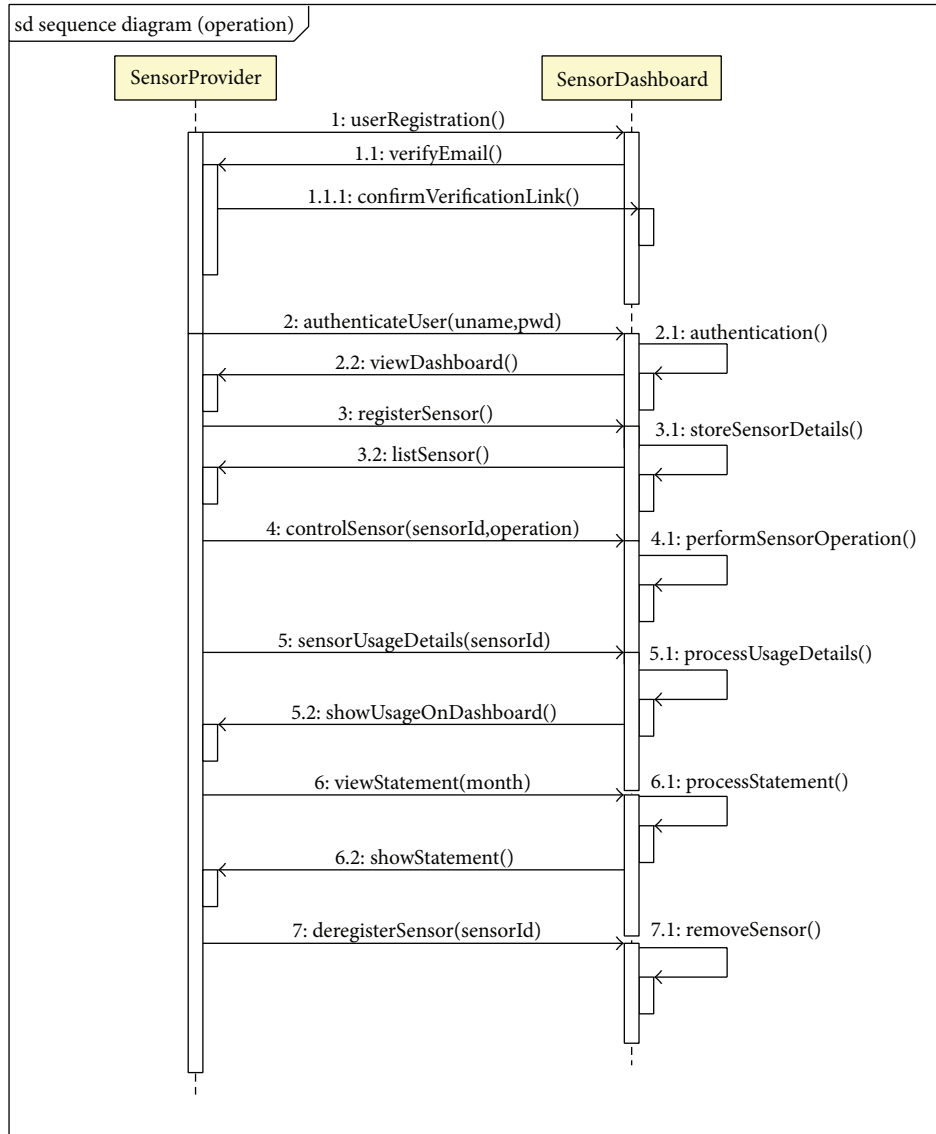 sd sequence diagram (operation)
SensorProvider
SensorDashboard
1: userRegistration()
1.1: verifyEmail()
1.1.1: confirmVerificationLink()
2: authenticateUser(uname,pwd)
2.1: authentication()
2.2: viewDashboard()
3: registerSensor()
3.1: storeSensorDetails()
3.2: listSensor()
4: controlSensor(sensorId,operation)
4.1: performSensorOperation()
5: sensorUsageDetails(sensorId)
5.1: processUsageDetails()
5.2: showUsageOnDashboard()
6: viewStatement(month)
6.1: processStatement()
6.2: showStatement()
7: deregisterSensor(sensorId)
7.1: removeSensor()